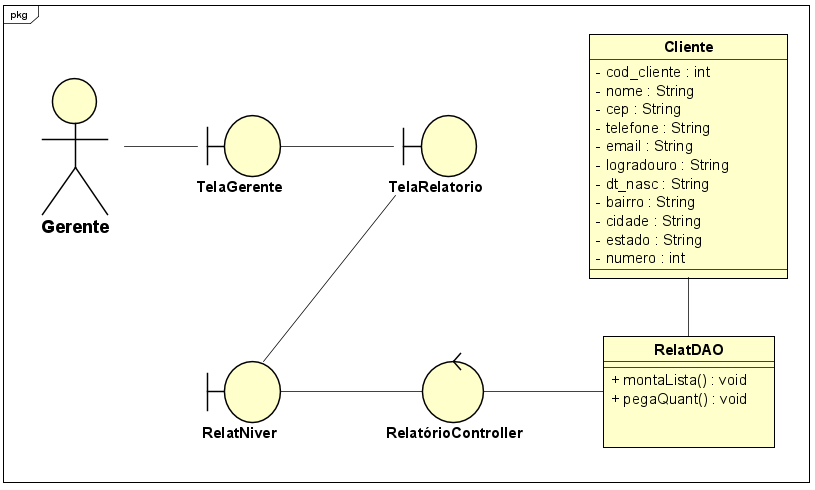 pkg
Gerente
TelaGerente
TelaRelatorio
Cliente
- cod_cliente : int
- nome : String
- cep : String
- telefone : String
- email : String
- logradouro : String
- dt_nasc : String
- bairro : String
- cidade : String
- estado : String
- numero : int
RelatNiver
RelatórioController
RelatDAO
+ montaLista() : void
+ pegaQuant() : void